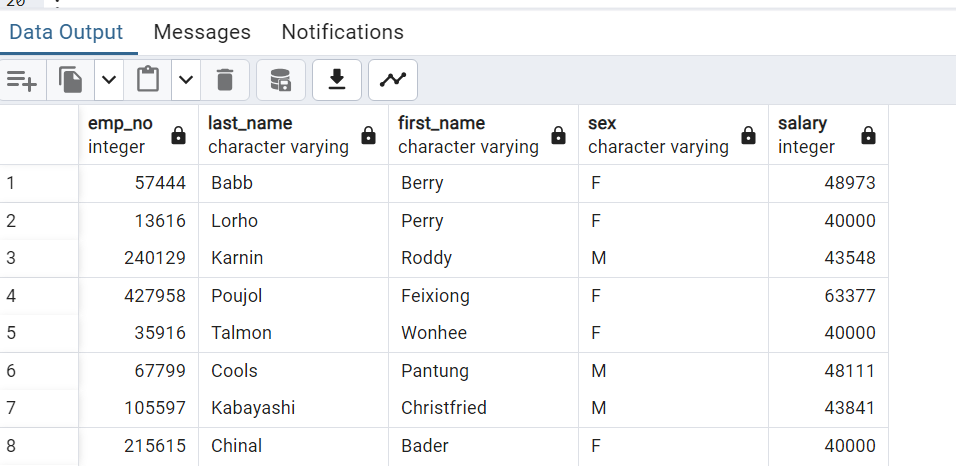 20 ;
Data Output Messages Notifications
emp_no last_name first_name sex salary
integer character varying character varying character varying integer
1 57444 Babb Berry F 48973
2 13616 Lorho Perry F 40000
3 240129 Karnin Roddy M 43548
4 427958 Poujol Feixiong F 63377
5 35916 Talmon Wonhee F 40000
6 67799 Cools Pantung M 48111
7 105597 Kabayashi Christfried M 43841
8 215615 Chinal Bader F 40000